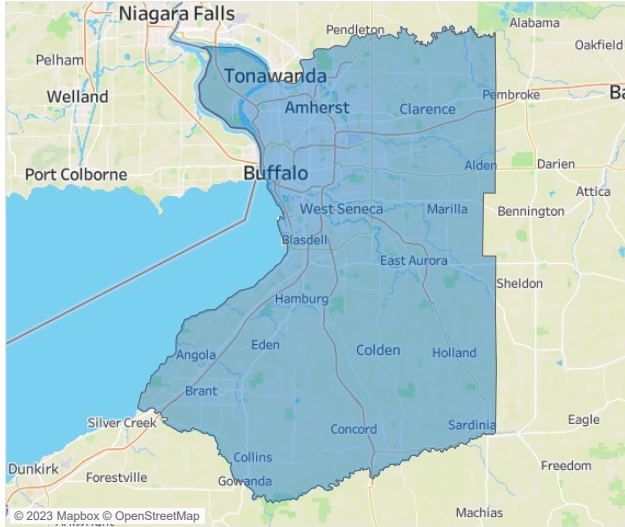 Niagara Falls
Alabama
Pendleton
Oakfield
Pelham
Tonawanda
Welland
Pembroke
Ba
Amherst
Clarence
Port Colborne
Buffalo
Alden
Darien
Attica
West Seneca
Marilla
Bennington
Blasdell
East Aurora
Sheldon
Hamburg
Eden
Colden
Holland
Angola
Brant
Silver Creek
Concord
Sardinia
Eagle
Collins
Dunkirk
Forestville
Gowanda
Freedom
© 2023 Mapbox © OpenStreetMap
Machias